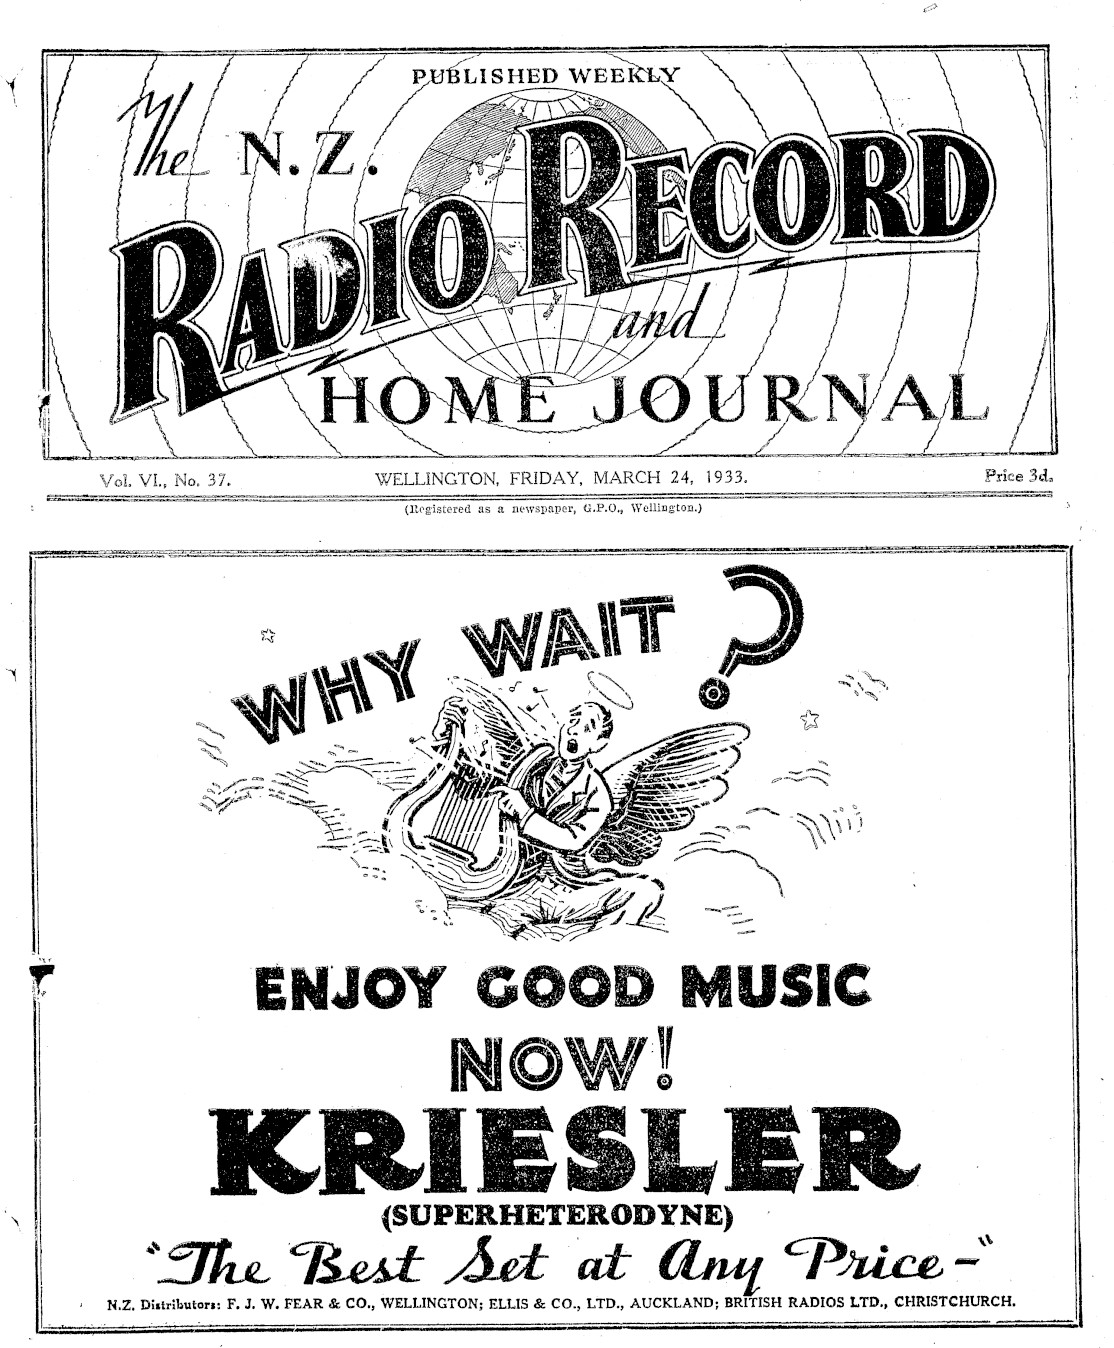 PUBLISHED WEEKLY
The N.Z.
RADIO RECORD
and
HOME JOURNAL
Vol. VI., No. 37. WELLINGTON, FRIDAY, MARCH 24, 1933. Price 3d.
(Registered as a newspaper, G.P.O., Wellington.)
WHY WAIT?
ENJOY GOOD MUSIC
NOW!
KRIESLER
(SUPERHETERODYNE)
"The Best Set at Any Price-"
N.Z. Distributors: F. J. W. FEAR & CO., WELLINGTON; ELLIS & CO., LTD., AUCKLAND; BRITISH RADIOS LTD., CHRISTCHURCH.